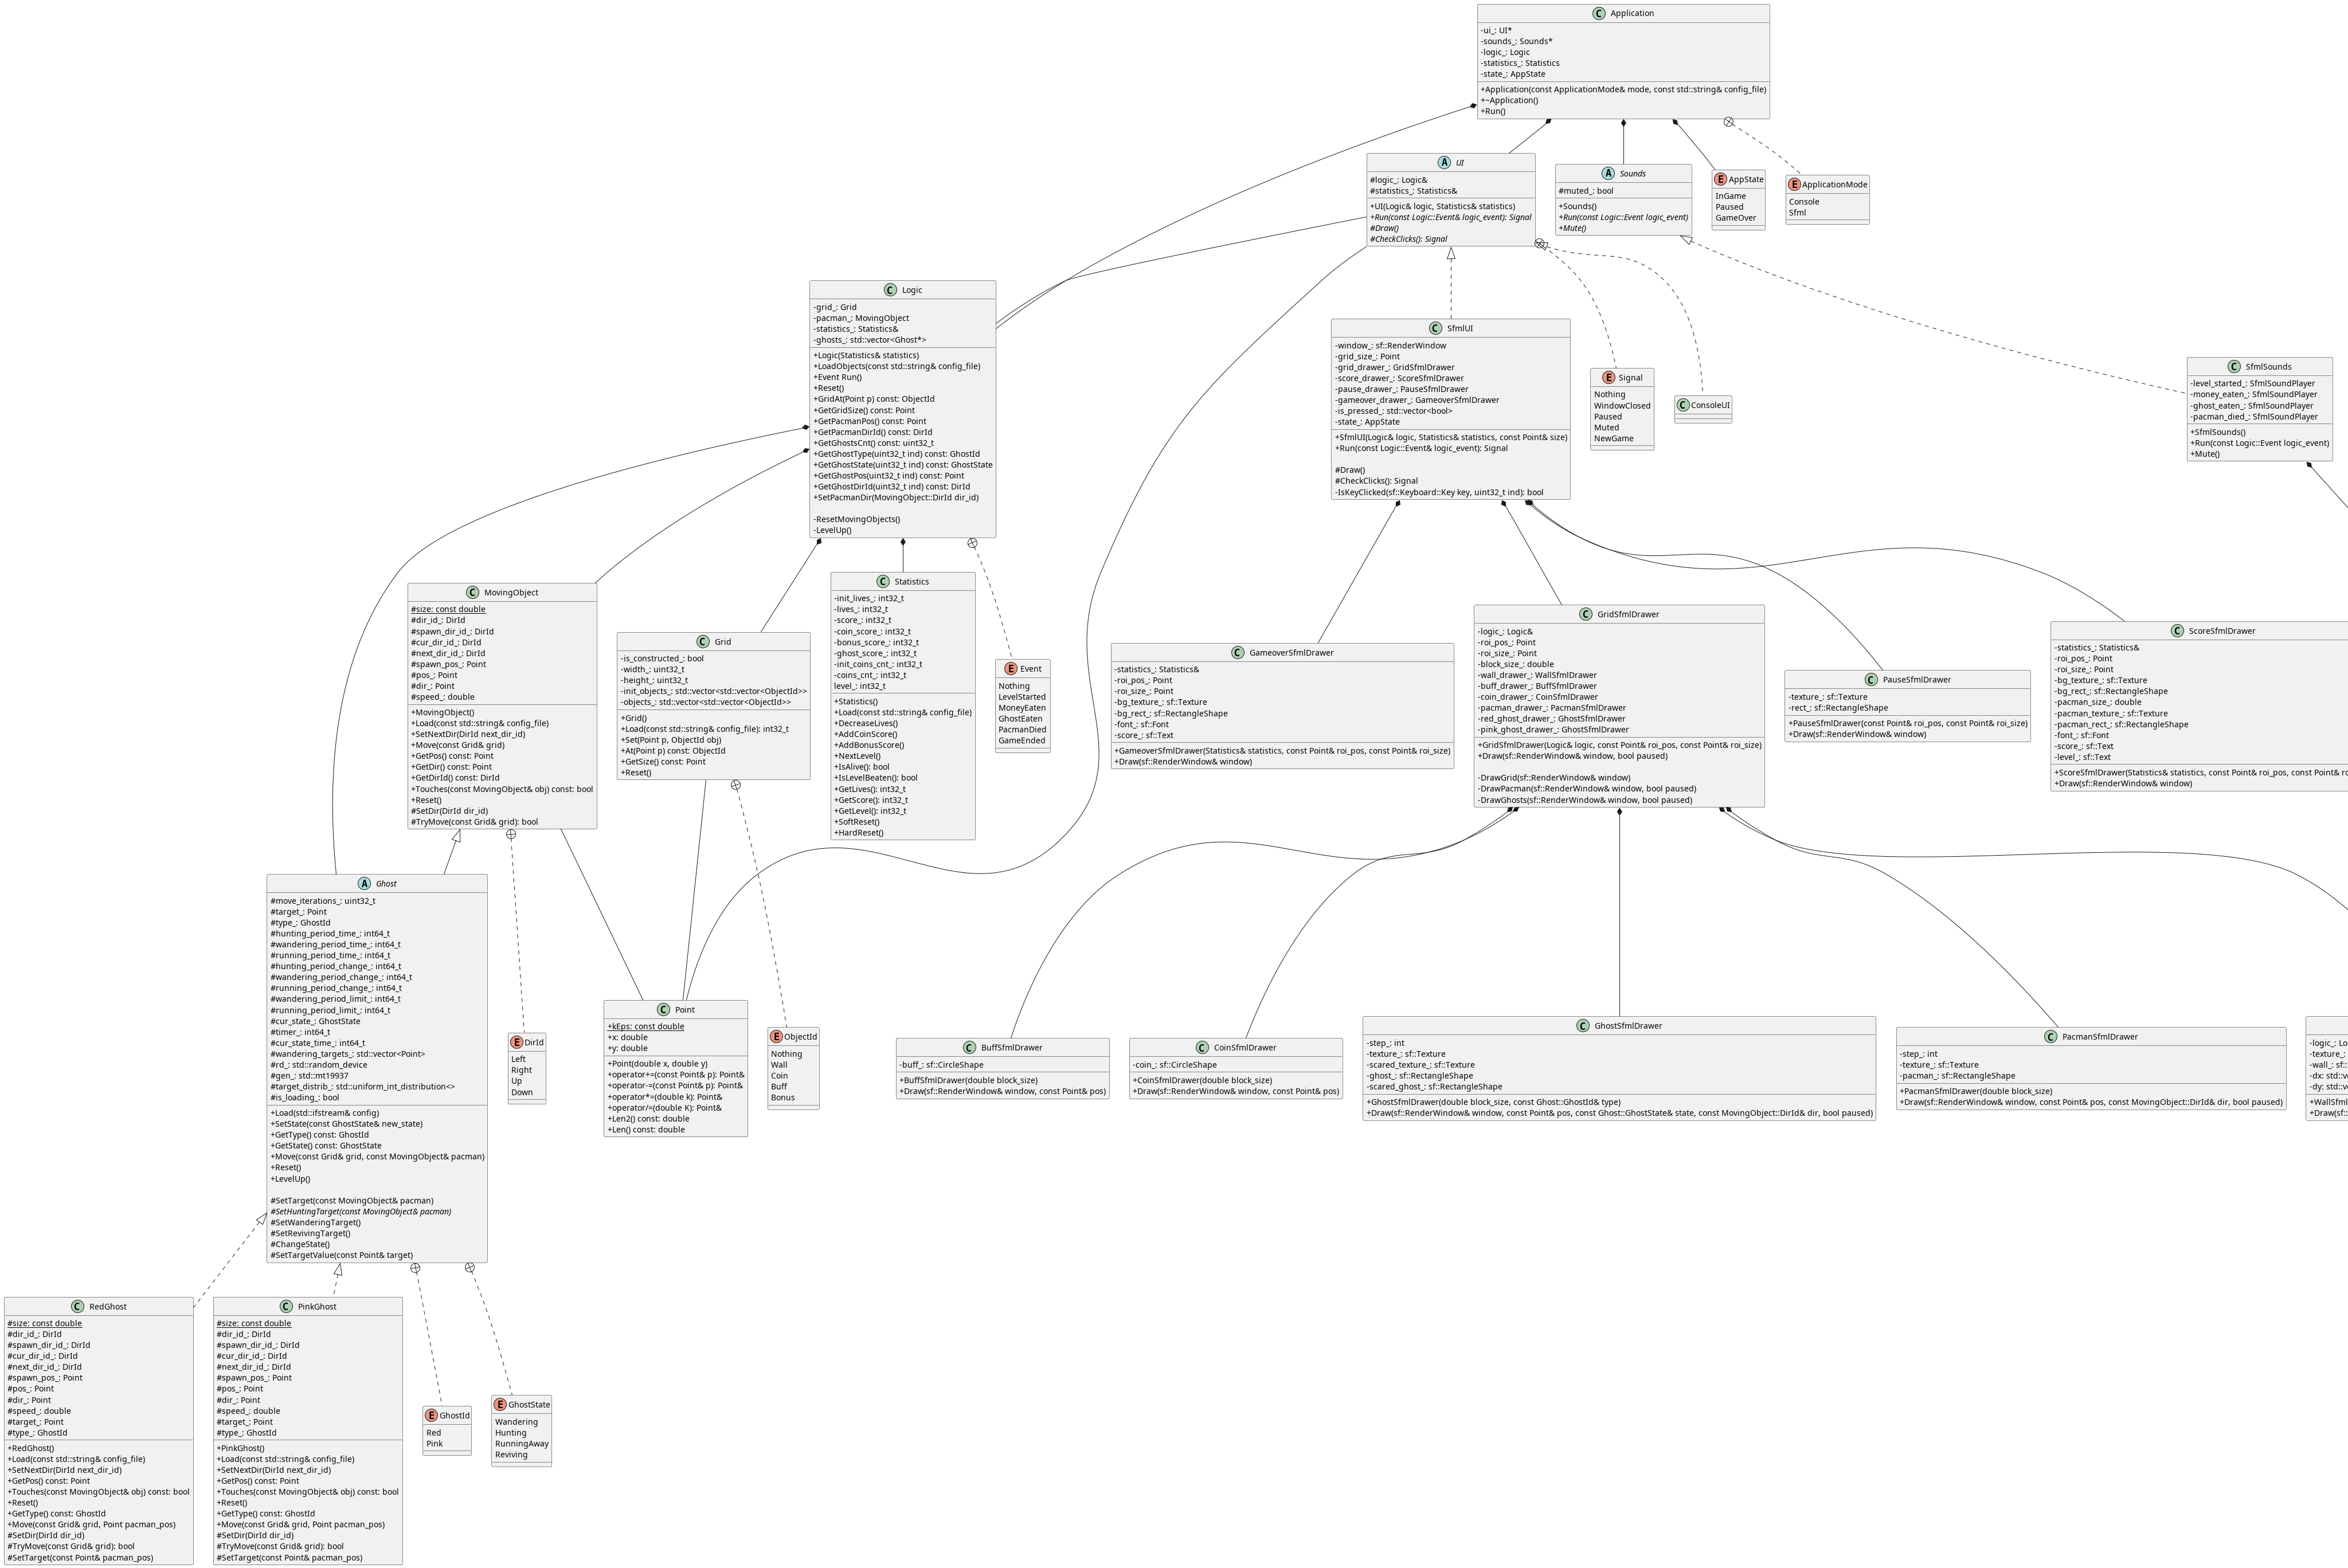 Application
-ui_: UI*
-sounds_: Sounds*
-logic_: Logic
-statistics_: Statistics
-state_: AppState
+Application(const ApplicationMode& mode, const std::string& config_file)
+~Application()
+Run()
UI
#logic_: Logic&
#statistics_: Statistics&
+UI(Logic& logic, Statistics& statistics)
+Run(const Logic::Event& logic_event): Signal
#Draw()
#CheckClicks(): Signal
Sounds
#muted_: bool
+Sounds()
+Run(const Logic::Event logic_event)
+Mute()
AppState
InGame
Paused
GameOver
ApplicationMode
Console
Sfml
Logic
-grid_: Grid
-pacman_: MovingObject
-statistics_: Statistics&
-ghosts_: std::vector<Ghost*>
+Logic(Statistics& statistics)
+LoadObjects(const std::string& config_file)
+Event Run()
+Reset()
+GridAt(Point p) const: ObjectId
+GetGridSize() const: Point
+GetPacmanPos() const: Point
+GetPacmanDirId() const: DirId
+GetGhostsCnt() const: uint32_t
+GetGhostType(uint32_t ind) const: GhostId
+GetGhostState(uint32_t ind) const: GhostState
+GetGhostPos(uint32_t ind) const: Point
+GetGhostDirId(uint32_t ind) const: DirId
+SetPacmanDir(MovingObject::DirId dir_id)
-ResetMovingObjects()
-LevelUp()
SfmlUI
-window_: sf::RenderWindow
-grid_size_: Point
-grid_drawer_: GridSfmlDrawer
-score_drawer_: ScoreSfmlDrawer
-pause_drawer_: PauseSfmlDrawer
-gameover_drawer_: GameoverSfmlDrawer
-is_pressed_: std::vector<bool>
-state_: AppState
+SfmlUI(Logic& logic, Statistics& statistics, const Point& size)
+Run(const Logic::Event& logic_event): Signal
#Draw()
#CheckClicks(): Signal
-IsKeyClicked(sf::Keyboard::Key key, uint32_t ind): bool
Signal
Nothing
WindowClosed
Paused
Muted
NewGame
ConsoleUI
SfmlSounds
-level_started_: SfmlSoundPlayer
-money_eaten_: SfmlSoundPlayer
-ghost_eaten_: SfmlSoundPlayer
-pacman_died_: SfmlSoundPlayer
+SfmlSounds()
+Run(const Logic::Event logic_event)
+Mute()
MovingObject
#size: const double
#dir_id_: DirId
#spawn_dir_id_: DirId
#cur_dir_id_: DirId
#next_dir_id_: DirId
#spawn_pos_: Point
#pos_: Point
#dir_: Point
#speed_: double
+MovingObject()
+Load(const std::string& config_file)
+SetNextDir(DirId next_dir_id)
+Move(const Grid& grid)
+GetPos() const: Point
+GetDir() const: Point
+GetDirId() const: DirId
+Touches(const MovingObject& obj) const: bool
+Reset()
#SetDir(DirId dir_id)
#TryMove(const Grid& grid): bool
Grid
-is_constructed_: bool
-width_: uint32_t
-height_: uint32_t
-init_objects_: std::vector<std::vector<ObjectId>>
-objects_: std::vector<std::vector<ObjectId>>
+Grid()
+Load(const std::string& config_file): int32_t
+Set(Point p, ObjectId obj)
+At(Point p) const: ObjectId
+GetSize() const: Point
+Reset()
Statistics
-init_lives_: int32_t
-lives_: int32_t
-score_: int32_t
-coin_score_: int32_t
-bonus_score_: int32_t
-ghost_score_: int32_t
-init_coins_cnt_: int32_t
-coins_cnt_: int32_t
level_: int32_t
+Statistics()
+Load(const std::string& config_file)
+DecreaseLives()
+AddCoinScore()
+AddBonusScore()
+NextLevel()
+IsAlive(): bool
+IsLevelBeaten(): bool
+GetLives(): int32_t
+GetScore(): int32_t
+GetLevel(): int32_t
+SoftReset()
+HardReset()
Event
Nothing
LevelStarted
MoneyEaten
GhostEaten
PacmanDied
GameEnded
GameoverSfmlDrawer
-statistics_: Statistics&
-roi_pos_: Point
-roi_size_: Point
-bg_texture_: sf::Texture
-bg_rect_: sf::RectangleShape
-font_: sf::Font
-score_: sf::Text
+GameoverSfmlDrawer(Statistics& statistics, const Point& roi_pos, const Point& roi_size)
+Draw(sf::RenderWindow& window)
GridSfmlDrawer
-logic_: Logic&
-roi_pos_: Point
-roi_size_: Point
-block_size_: double
-wall_drawer_: WallSfmlDrawer
-buff_drawer_: BuffSfmlDrawer
-coin_drawer_: CoinSfmlDrawer
-pacman_drawer_: PacmanSfmlDrawer
-red_ghost_drawer_: GhostSfmlDrawer
-pink_ghost_drawer_: GhostSfmlDrawer
+GridSfmlDrawer(Logic& logic, const Point& roi_pos, const Point& roi_size)
+Draw(sf::RenderWindow& window, bool paused)
-DrawGrid(sf::RenderWindow& window)
-DrawPacman(sf::RenderWindow& window, bool paused)
-DrawGhosts(sf::RenderWindow& window, bool paused)
PauseSfmlDrawer
-texture_: sf::Texture
-rect_: sf::RectangleShape
+PauseSfmlDrawer(const Point& roi_pos, const Point& roi_size)
+Draw(sf::RenderWindow& window)
ScoreSfmlDrawer
-statistics_: Statistics&
-roi_pos_: Point
-roi_size_: Point
-bg_texture_: sf::Texture
-bg_rect_: sf::RectangleShape
-pacman_size_: double
-pacman_texture_: sf::Texture
-pacman_rect_: sf::RectangleShape
-font_: sf::Font
-score_: sf::Text
-level_: sf::Text
+ScoreSfmlDrawer(Statistics& statistics, const Point& roi_pos, const Point&
+Draw(sf::RenderWindow& window)
Ghost
#move_iterations_: uint32_t
#target_: Point
#type_: GhostId
#hunting_period_time_: int64_t
#wandering_period_time_: int64_t
#running_period_time_: int64_t
#hunting_period_change_: int64_t
#wandering_period_change_: int64_t
#running_period_change_: int64_t
#wandering_period_limit_: int64_t
#running_period_limit_: int64_t
#cur_state_: GhostState
#timer_: int64_t
#cur_state_time_: int64_t
#wandering_targets_: std::vector<Point>
#rd_: std::random_device
#gen_: std::mt19937
#target_distrib_: std::uniform_int_distribution<>
#is_loading_: bool
+Load(std::ifstream& config)
+SetState(const GhostState& new_state)
+GetType() const: GhostId
+GetState() const: GhostState
+Move(const Grid& grid, const MovingObject& pacman)
+Reset()
+LevelUp()
#SetTarget(const MovingObject& pacman)
#SetHuntingTarget(const MovingObject& pacman)
#SetWanderingTarget()
#SetRevivingTarget()
#ChangeState()
#SetTargetValue(const Point& target)
DirId
Left
Right
Up
Down
Point
+kEps: const double
+x: double
+y: double
+Point(double x, double y)
+operator+=(const Point& p): Point&
+operator-=(const Point& p): Point&
+operator*=(double k): Point&
+operator/=(double K): Point&
+Len2() const: double
+Len() const: double
ObjectId
Nothing
Wall
Coin
Buff
Bonus
BuffSfmlDrawer
-buff_: sf::CircleShape
+BuffSfmlDrawer(double block_size)
+Draw(sf::RenderWindow& window, const Point& pos)
CoinSfmlDrawer
-coin_: sf::CircleShape
+CoinSfmlDrawer(double block_size)
+Draw(sf::RenderWindow& window, const Point& pos)
GhostSfmlDrawer
-step_: int
-texture_: sf::Texture
-scared_texture_: sf::Texture
-ghost_: sf::RectangleShape
-scared_ghost_: sf::RectangleShape
+GhostSfmlDrawer(double block_size, const Ghost::GhostId& type)
+Draw(sf::RenderWindow& window, const Point& pos, const Ghost::GhostState& state, const MovingObject::DirId& dir, bool paused)
PacmanSfmlDrawer
-step_: int
-texture_: sf::Texture
-pacman_: sf::RectangleShape
+PacmanSfmlDrawer(double block_size)
+Draw(sf::RenderWindow& window, const Point& pos, const MovingObject::DirId& dir, bool paused)
-logic_:
-texture_:
-wall_: sf::
-dx:
-dy:
+Draw(sf::
RedGhost
#size: const double
#dir_id_: DirId
#spawn_dir_id_: DirId
#cur_dir_id_: DirId
#next_dir_id_: DirId
#spawn_pos_: Point
#pos_: Point
#dir_: Point
#speed_: double
#target_: Point
#type_: GhostId
+RedGhost()
+Load(const std::string& config_file)
+SetNextDir(DirId next_dir_id)
+GetPos() const: Point
+Touches(const MovingObject& obj) const: bool
+Reset()
+GetType() const: GhostId
+Move(const Grid& grid, Point pacman_pos)
#SetDir(DirId dir_id)
#TryMove(const Grid& grid): bool
#SetTarget(const Point& pacman_pos)
PinkGhost
#size: const double
#dir_id_: DirId
#spawn_dir_id_: DirId
#cur_dir_id_: DirId
#next_dir_id_: DirId
#spawn_pos_: Point
#pos_: Point
#dir_: Point
#speed_: double
#target_: Point
#type_: GhostId
+PinkGhost()
+Load(const std::string& config_file)
+SetNextDir(DirId next_dir_id)
+GetPos() const: Point
+Touches(const MovingObject& obj) const: bool
+Reset()
+GetType() const: GhostId
+Move(const Grid& grid, Point pacman_pos)
#SetDir(DirId dir_id)
#TryMove(const Grid& grid): bool
#SetTarget(const Point& pacman_pos)
GhostId
Red
Pink
GhostState
Wandering
Hunting
RunningAway
Reviving